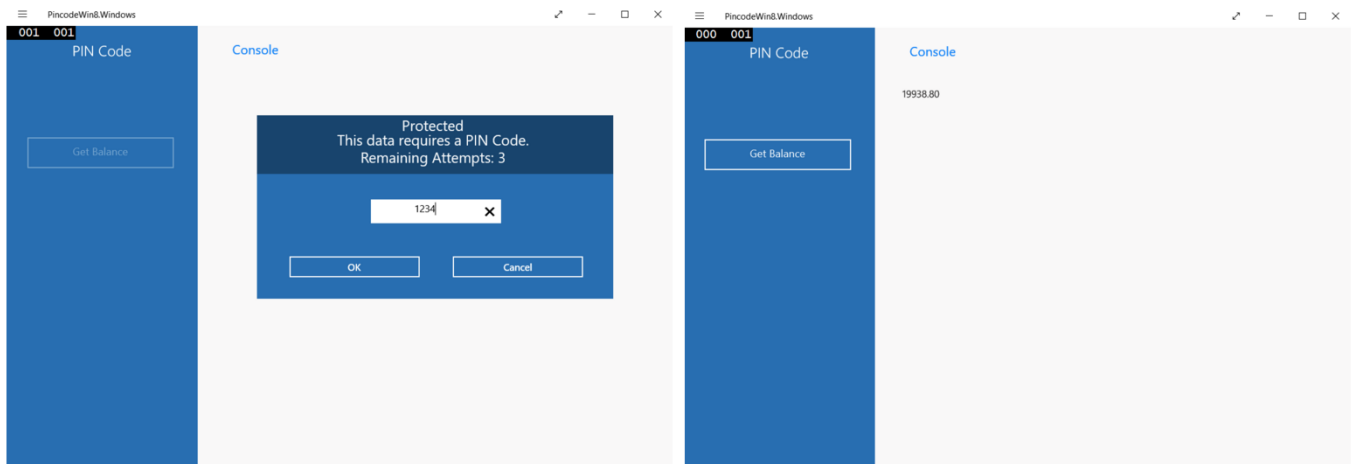 PincodeWin8.Windows
001 001
PIN Code
Console
Get Balance
Protected
This data requires a PIN Code.
Remaining Attempts: 3
1234
OK
Cancel
PincodeWin8.Windows
000 001
PIN Code
Console
19938.80
Get Balance